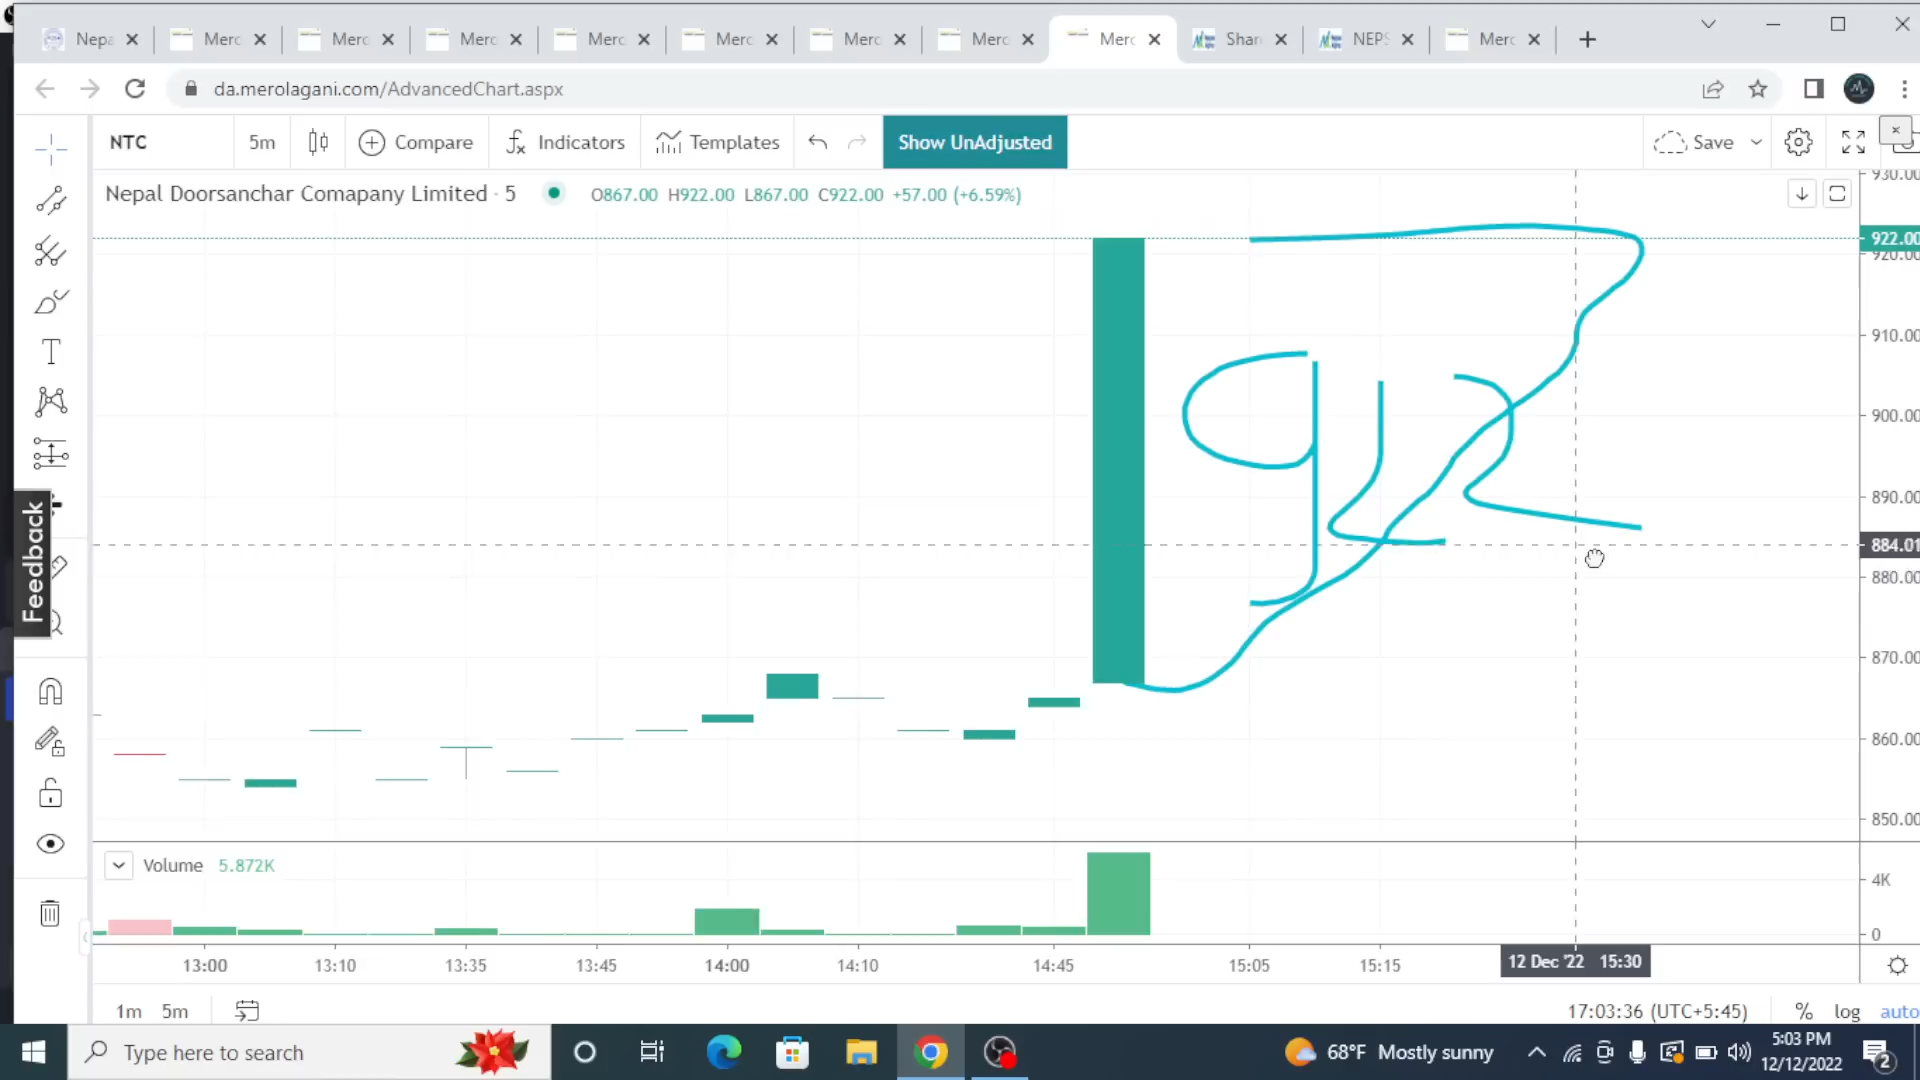 Nepa Merc Merc Merc Merc Merc Merc Merc Merc Shar NEPS Merc
da.merolagani.com/AdvancedChart.aspx
NTC 5m Compare Indicators Templates Show UnAdjusted Save
Nepal Doorsanchar Comapany Limited · 5 O867.00 H922.00 L867.00 C922.00 +57.00 (+6.59%)
930.00
922.00
920.00
910.00
900.00
890.00
884.01
880.00
870.00
860.00
850.00
922
Feedback
Volume 5.872K
4K
0
13:00 13:10 13:35 13:45 14:00 14:10 14:45 15:05 15:15 12 Dec '22 15:30
1m 5m 17:03:36 (UTC+5:45) % log auto
Type here to search 68°F Mostly sunny 5:03 PM
12/12/2022 2